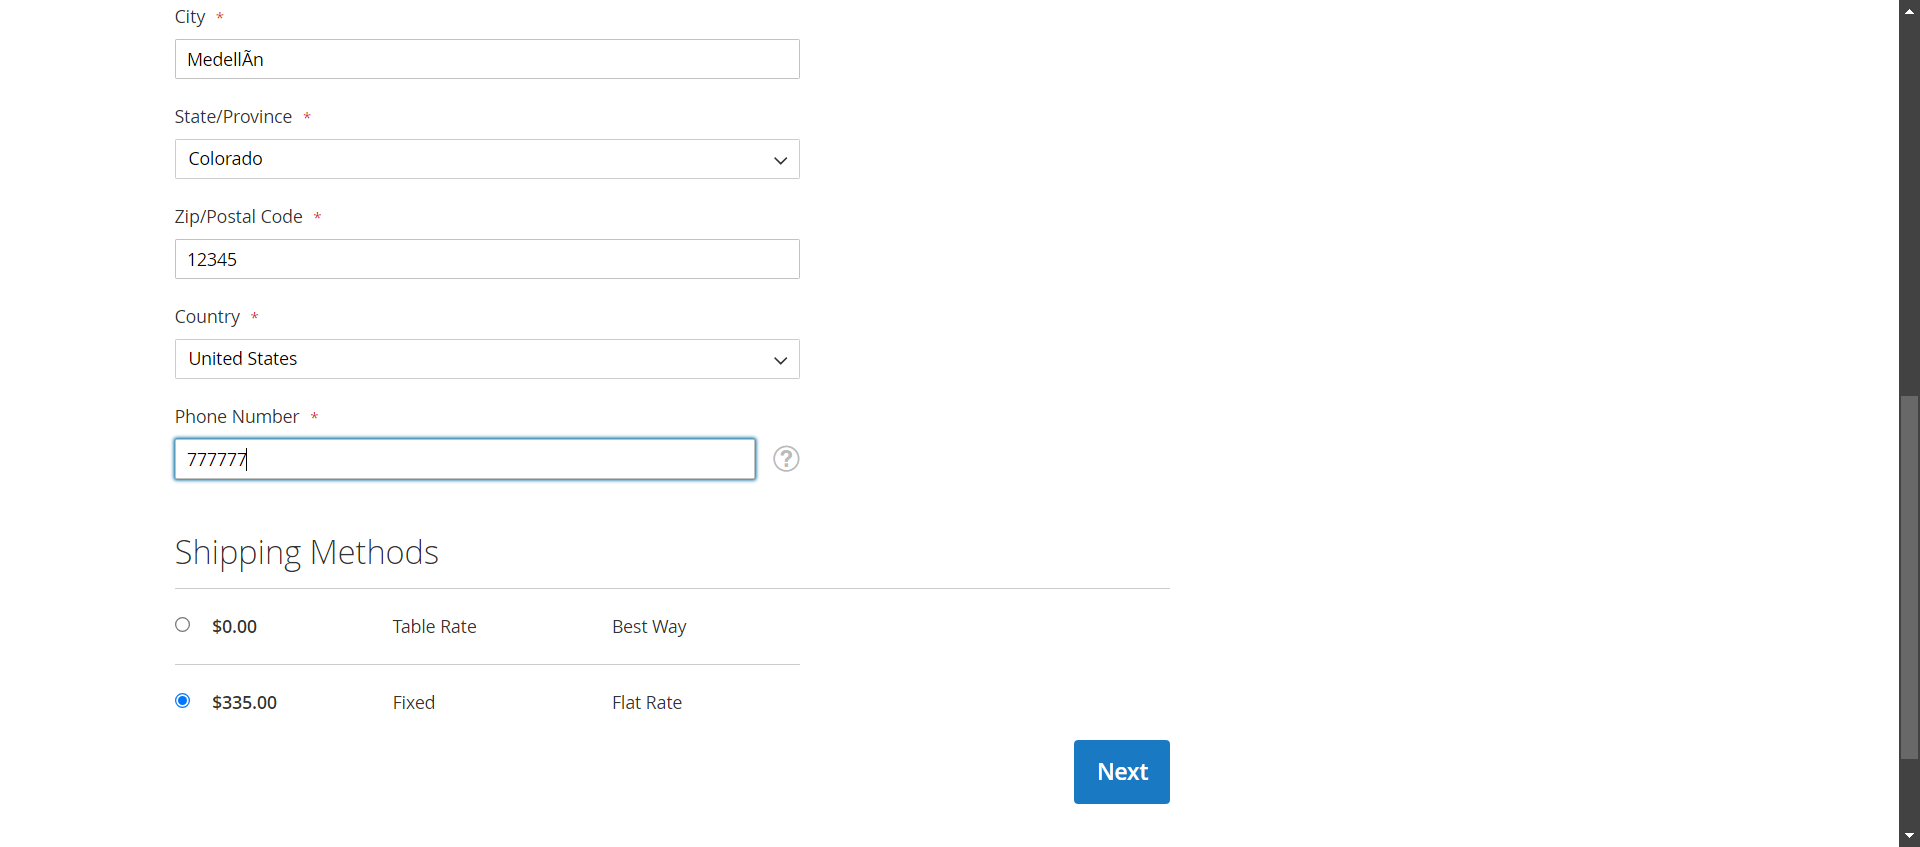 City *
MedellÃn
State/Province *
Colorado
Zip/Postal Code *
12345
Country *
United States
Phone Number *
777777
?
Shipping Methods
$0.00 Table Rate Best Way
$335.00 Fixed Flat Rate
Next